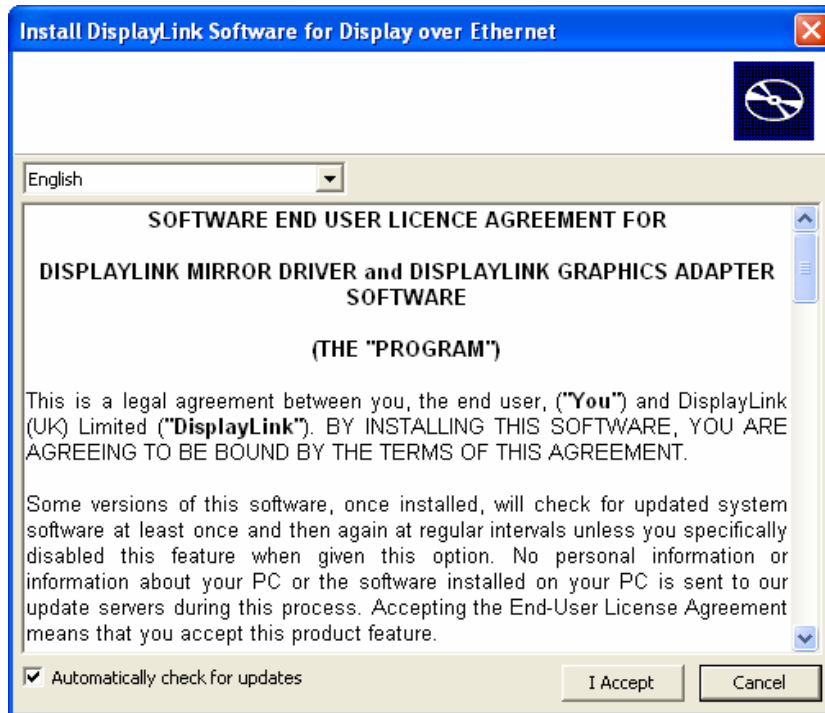 Install DisplayLink Software for Display over Ethernet
English
SOFTWARE END USER LICENCE AGREEMENT FOR
DISPLAYLINK MIRROR DRIVER and DISPLAYLINK GRAPHICS ADAPTER
SOFTWARE
(THE "PROGRAM")
This is a legal agreement between you, the end user, ("You") and DisplayLink
(UK) Limited ("DisplayLink"). BY INSTALLING THIS SOFTWARE, YOU ARE
AGREEING TO BE BOUND BY THE TERMS OF THIS AGREEMENT.
Some versions of this software, once installed, will check for updated system
software at least once and then again at regular intervals unless you specifically
disabled this feature when given this option. No personal information or
information about your PC or the software installed on your PC is sent to our
update servers during this process. Accepting the End-User License Agreement
means that you accept this product feature.
Automatically check for updates
I Accept
Cancel